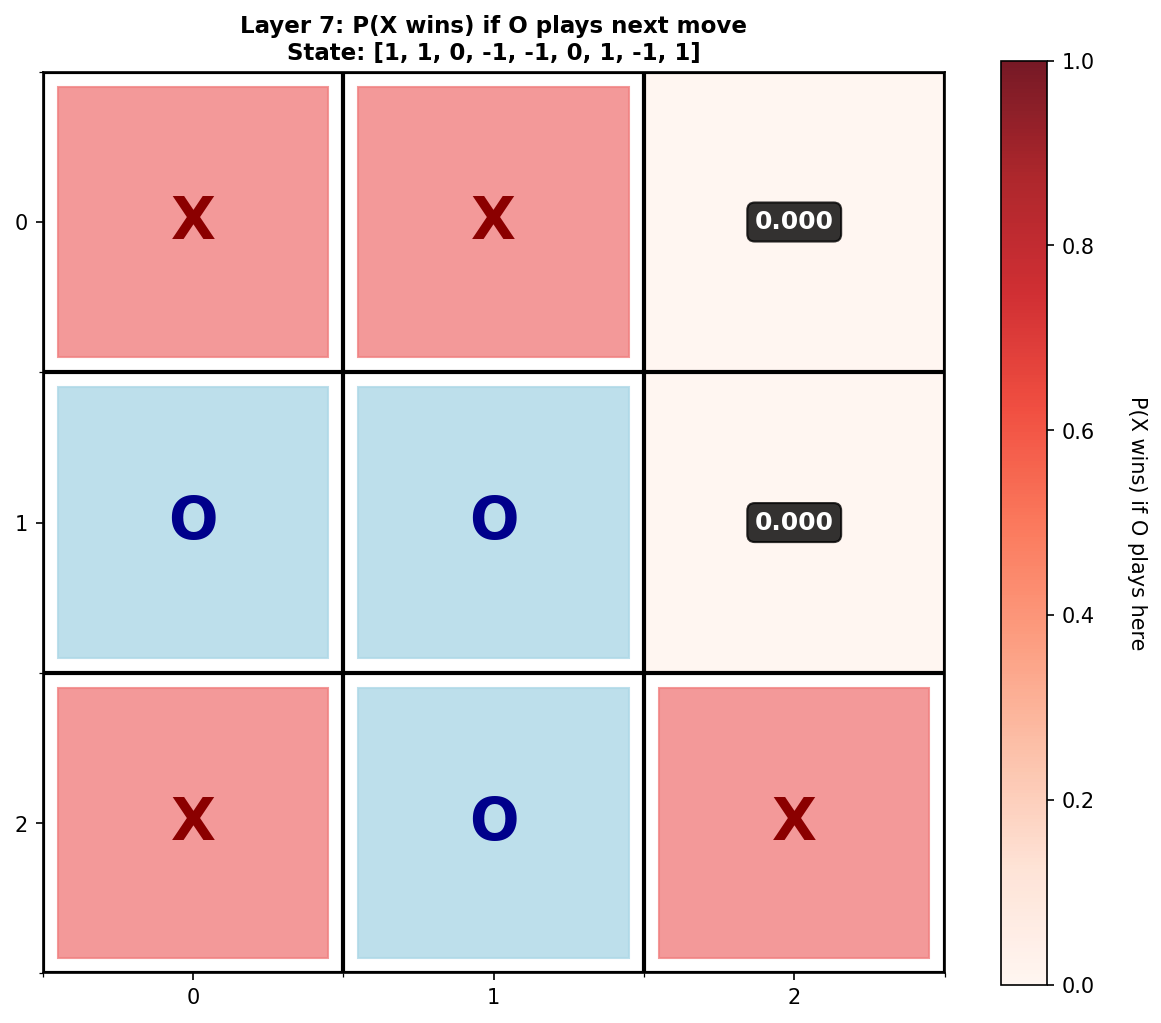 Layer 7: P(X wins) if O plays next move
State: [1, 1, 0, -1, -1, 0, 1, -1, 1]
0
X
X
0.000
1
O
O
0.000
2
X
O
X
0
1
2
1.0
0.8
0.6
0.4
0.2
0.0
P(X wins) if O plays here